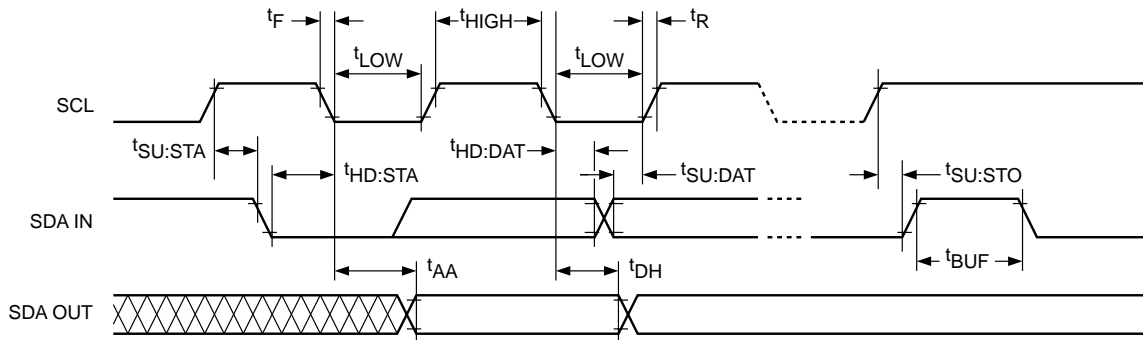 tF
tHIGH
tR
tLOW
tLOW
SCL
tSU:STA
tHD:STA
tHD:DAT
tSU:DAT
tSU:STO
SDA IN
tBUF
tAA
tDH
SDA OUT